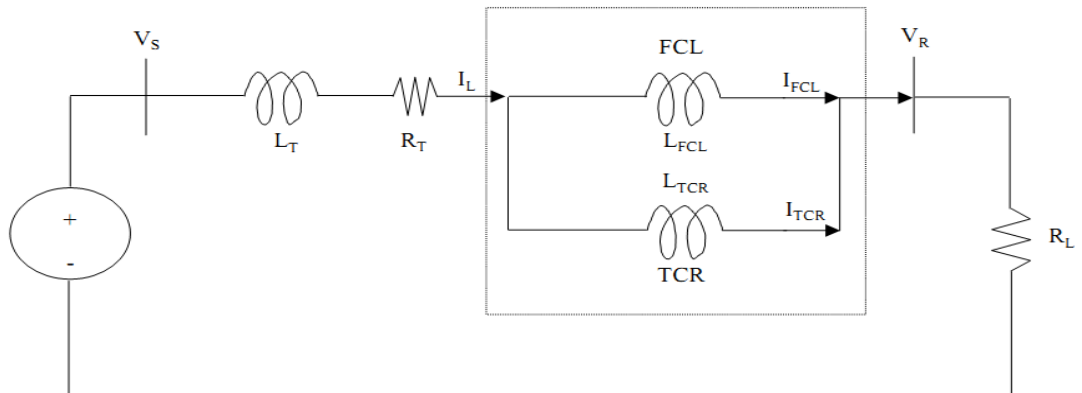 V_S
L_T
R_T
I_L
FCL
L_FCL
I_FCL
L_TCR
I_TCR
TCR
V_R
R_L
+
-